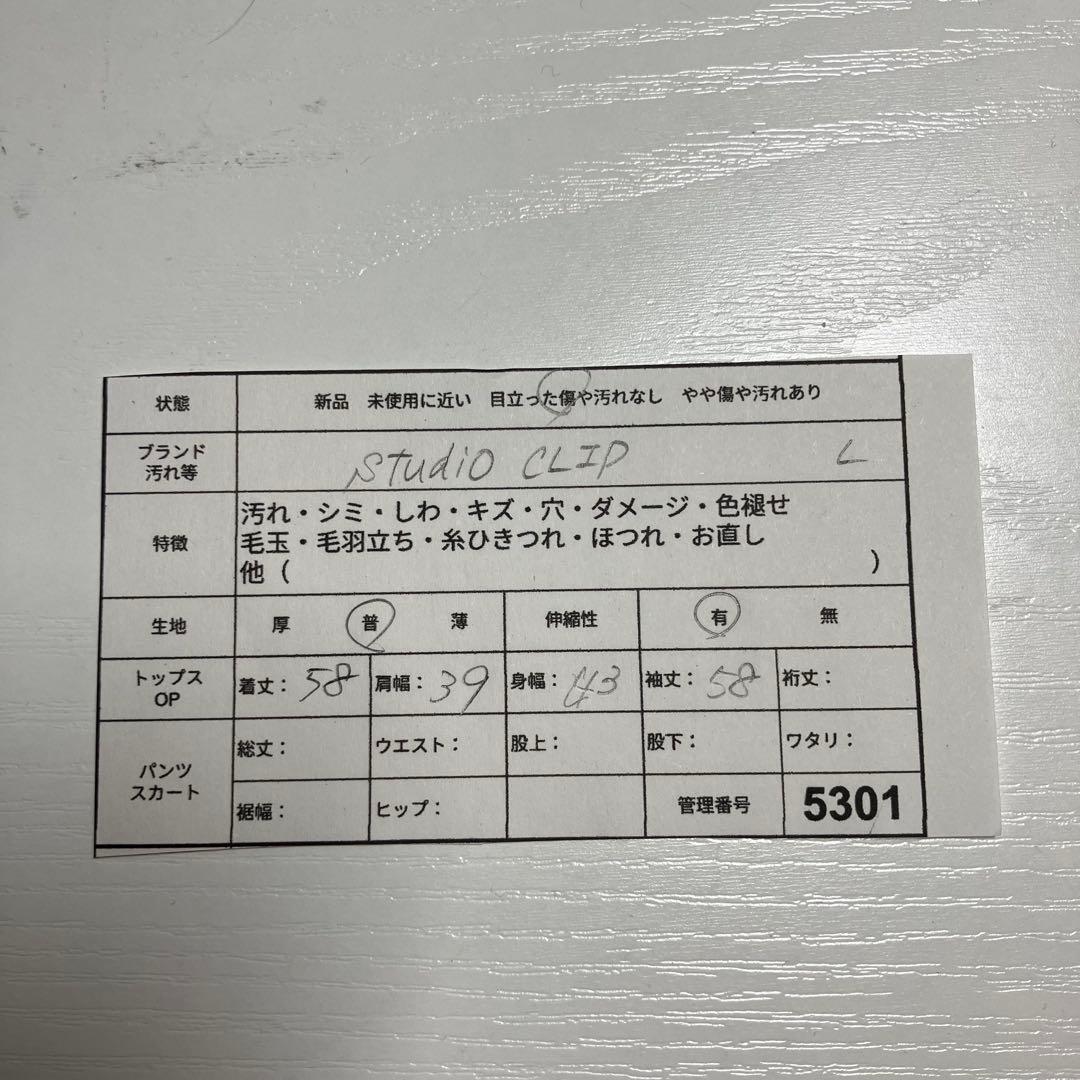 状態 新品 未使用に近い 目立った傷や汚れなし やや傷や汚れあり
ブランド
汚れ等
studio CLIP L
特徴
汚れ・シミ・しわ・キズ・穴・ダメージ・色褪せ
毛玉・毛羽立ち・糸ひきつれ・ほつれ・お直し
他（ ）
生地 厚 普 薄 伸縮性 有 無
トップス
OP
着丈：58 肩幅：39 身幅：43 袖丈：58 裄丈：
パンツ
スカート
総丈： ウエスト： 股上： 股下： ワタリ：
裾幅： ヒップ： 管理番号 5301